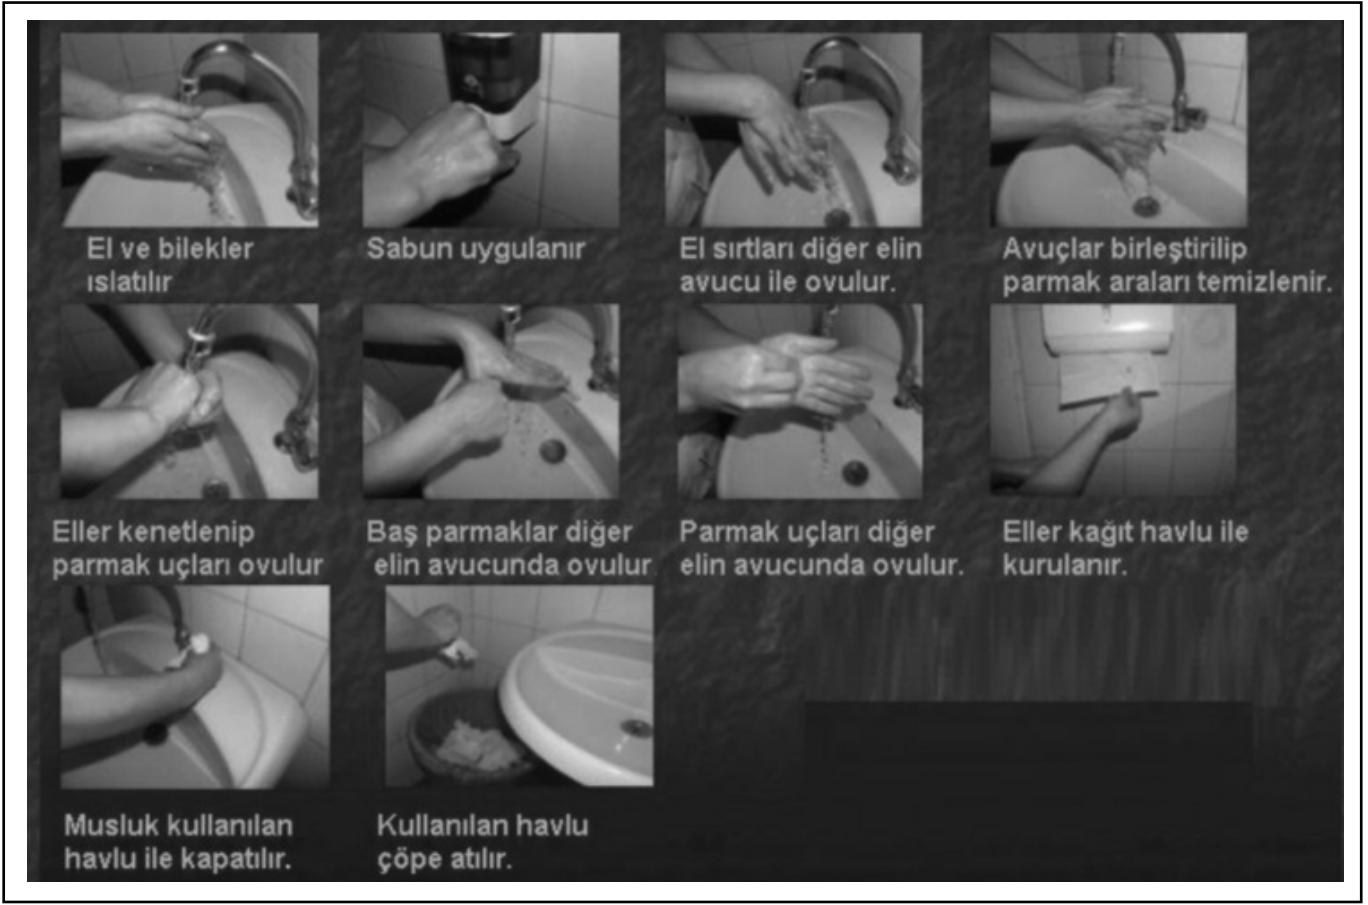 El ve bilekler
ıslatılır
Sabun uygulanır
El sırtları diğer elin
avucu ile ovulur.
Avuçlar birleştirilip
parmak araları temizlenir.
Eller kenetlenip
parmak uçları ovulur
Baş parmaklar diğer
elin avucunda ovulur
Parmak uçları diğer
elin avucunda ovulur.
Eller kağıt havlu ile
kurulanır.
Musluk kullanılan
havlu ile kapatılır.
Kullanılan havlu
çöpe atılır.